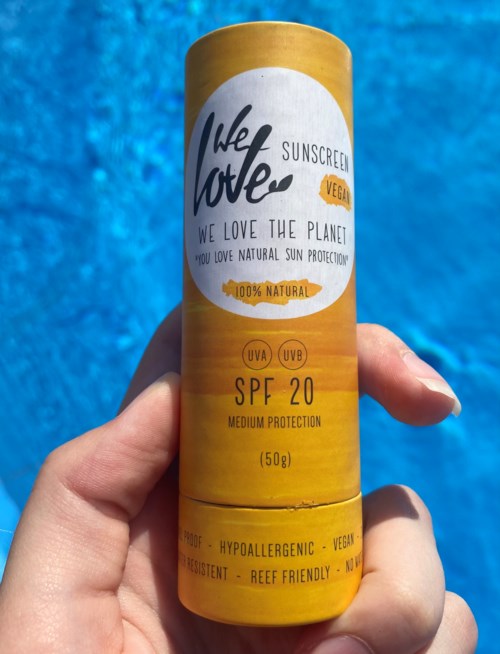 We
love
SUNSCREEN
VEGAN
WE LOVE THE PLANET
"YOU LOVE NATURAL SUN PROTECTION"
100% NATURAL
UVA UVB
SPF 20
MEDIUM PROTECTION
(50g)
PROOF - HYPOALLERGENIC - VEGAN -
RESISTENT - REEF FRIENDLY - NO